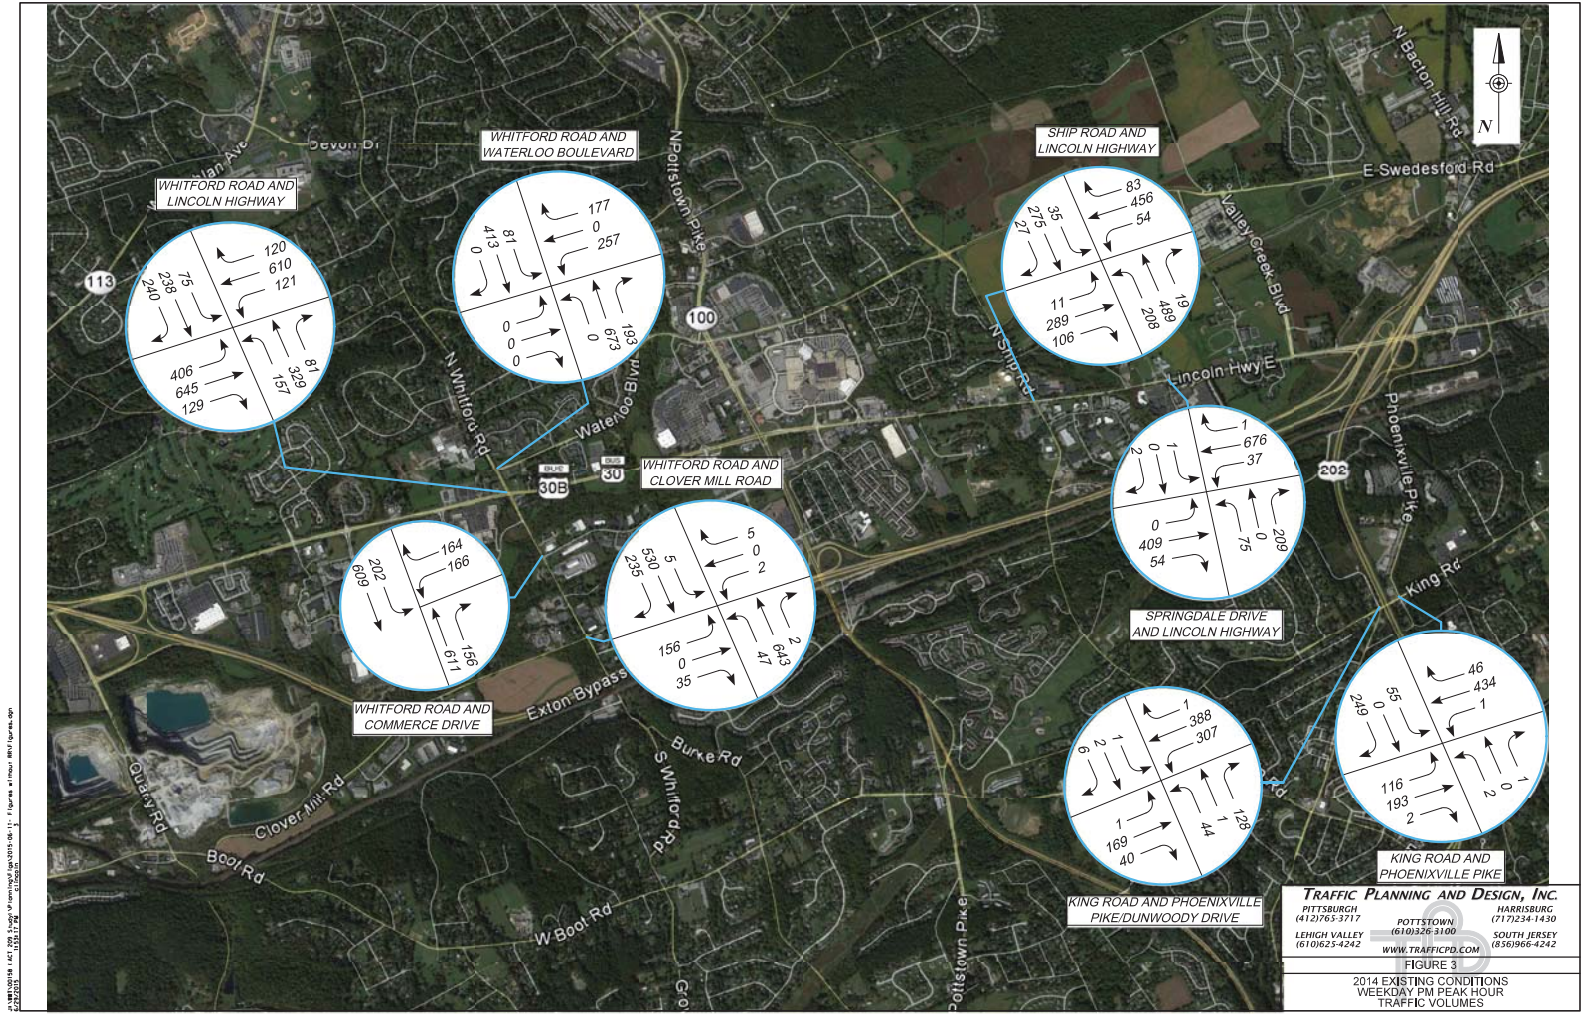 WHITFORD ROAD AND
LINCOLN HIGHWAY
120
610
121
75
238
240
406
645
129
81
329
157
WHITFORD ROAD AND
WATERLOO BOULEVARD
177
0
257
81
413
0
0
0
0
193
673
0
SHIP ROAD AND
LINCOLN HIGHWAY
83
456
54
35
275
27
11
289
106
19
489
208
WHITFORD ROAD AND
CLOVER MILL ROAD
5
0
2
5
530
235
156
0
35
2
643
47
164
166
202
609
156
611
WHITFORD ROAD AND
COMMERCE DRIVE
1
676
37
1
0
2
0
409
54
209
0
75
SPRINGDALE DRIVE
AND LINCOLN HIGHWAY
1
388
307
1
2
6
1
169
40
128
1
44
KING ROAD AND PHOENIXVILLE
PIKE/DUNWOODY DRIVE
46
434
1
55
0
249
116
193
2
1
0
2
KING ROAD AND
PHOENIXVILLE PIKE
Devon Dr
113
N Pottstown Pike
100
N Whitford Rd
Waterloo Blvd
BUS
30
30B
N Ship Rd
Lincoln Hwy E
Valley Creek Blvd
E Swedesford Rd
N Bacton Hill Rd
N
202
Phoenixville Pike
King Rd
Exton Bypass
Burke Rd
S Whitford Rd
Quarry Rd
Clover Mill Rd
Boot Rd
W Boot Rd
Pottstown Pike
Rd
TRAFFIC PLANNING AND DESIGN, INC.
PITTSBURGH
(412)765-3717
HARRISBURG
(717)234-1430
POTTSTOWN
(610)326-3100
LEHIGH VALLEY
(610)625-4242
SOUTH JERSEY
(856)966-4242
WWW.TRAFFICPD.COM
FIGURE 3
2014 EXISTING CONDITIONS
WEEKDAY PM PEAK HOUR
TRAFFIC VOLUMES